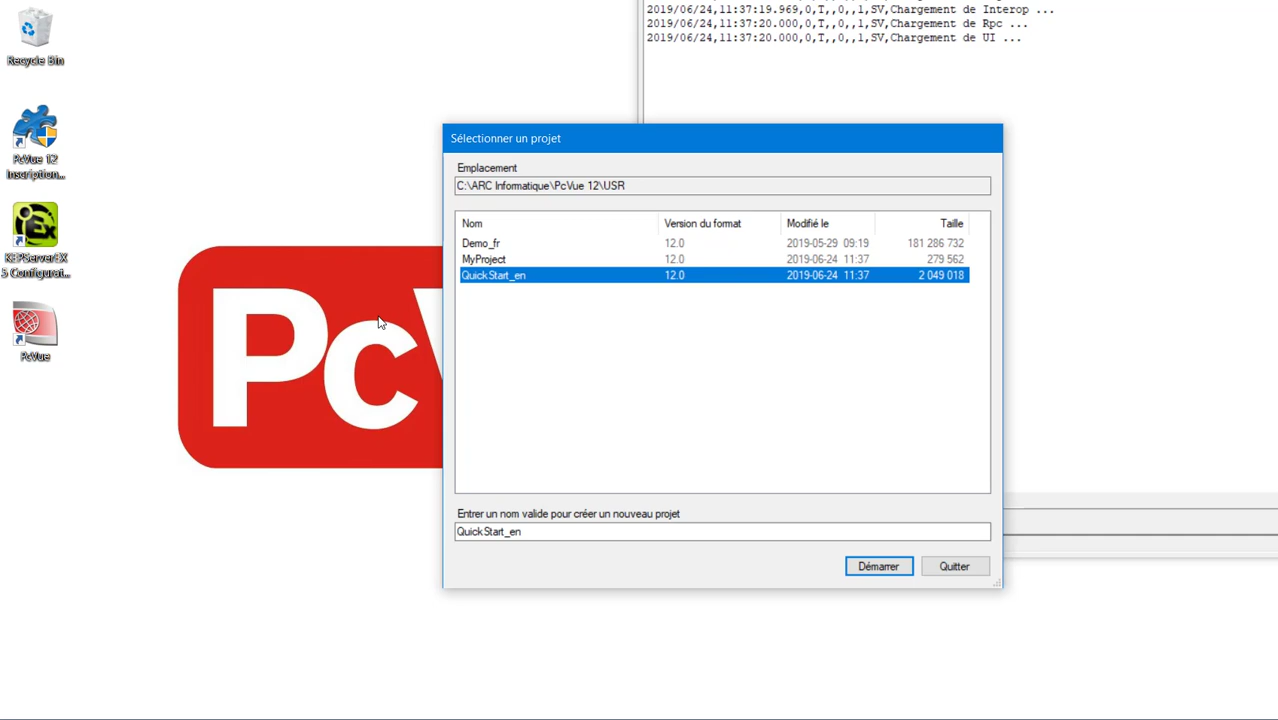 Recycle Bin
PcVue 12
Inscription...
KEPServerEX
5 Configurat...
PcVue
PcV
2019/06/24,11:37:19.969,0,T,,0,,1,SV,Chargement de Interop ...
2019/06/24,11:37:20.000,0,T,,0,,1,SV,Chargement de Rpc ...
2019/06/24,11:37:20.000,0,T,,0,,1,SV,Chargement de UI ...
Sélectionner un projet
Emplacement
C:\ARC Informatique\PcVue 12\USR
Nom Version du format Modifié le Taille
Demo_fr 12.0 2019-05-29 09:19 181 286 732
MyProject 12.0 2019-06-24 11:37 279 562
QuickStart_en 12.0 2019-06-24 11:37 2 049 018
Entrer un nom valide pour créer un nouveau projet
QuickStart_en
Démarrer Quitter